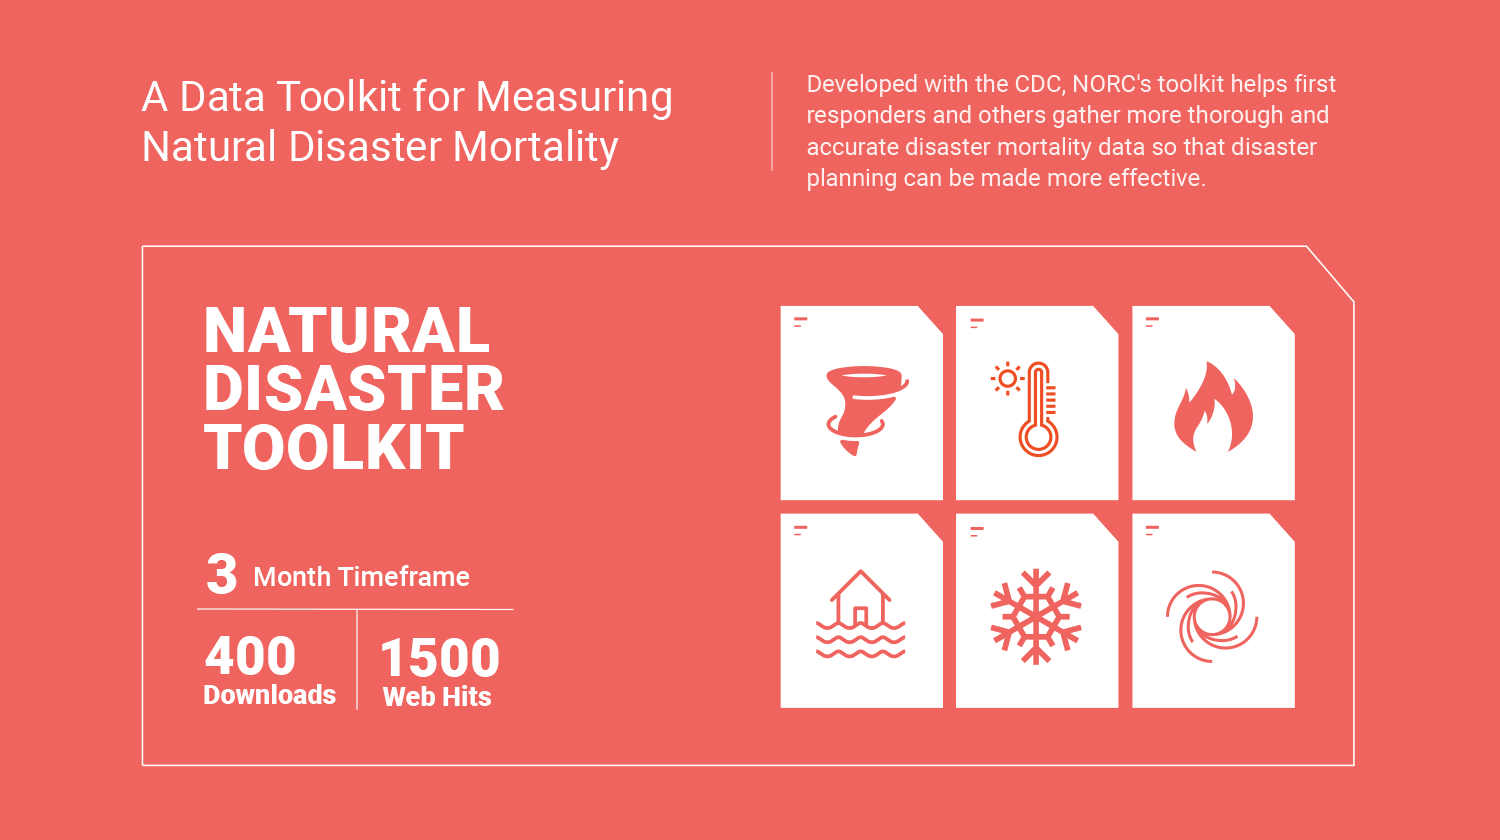 A Data Toolkit for Measuring
Natural Disaster Mortality
Developed with the CDC, NORC's toolkit helps first
responders and others gather more thorough and
accurate disaster mortality data so that disaster
planning can be made more effective.
NATURAL
DISASTER
TOOLKIT
3 Month Timeframe
400
Downloads
1500
Web Hits